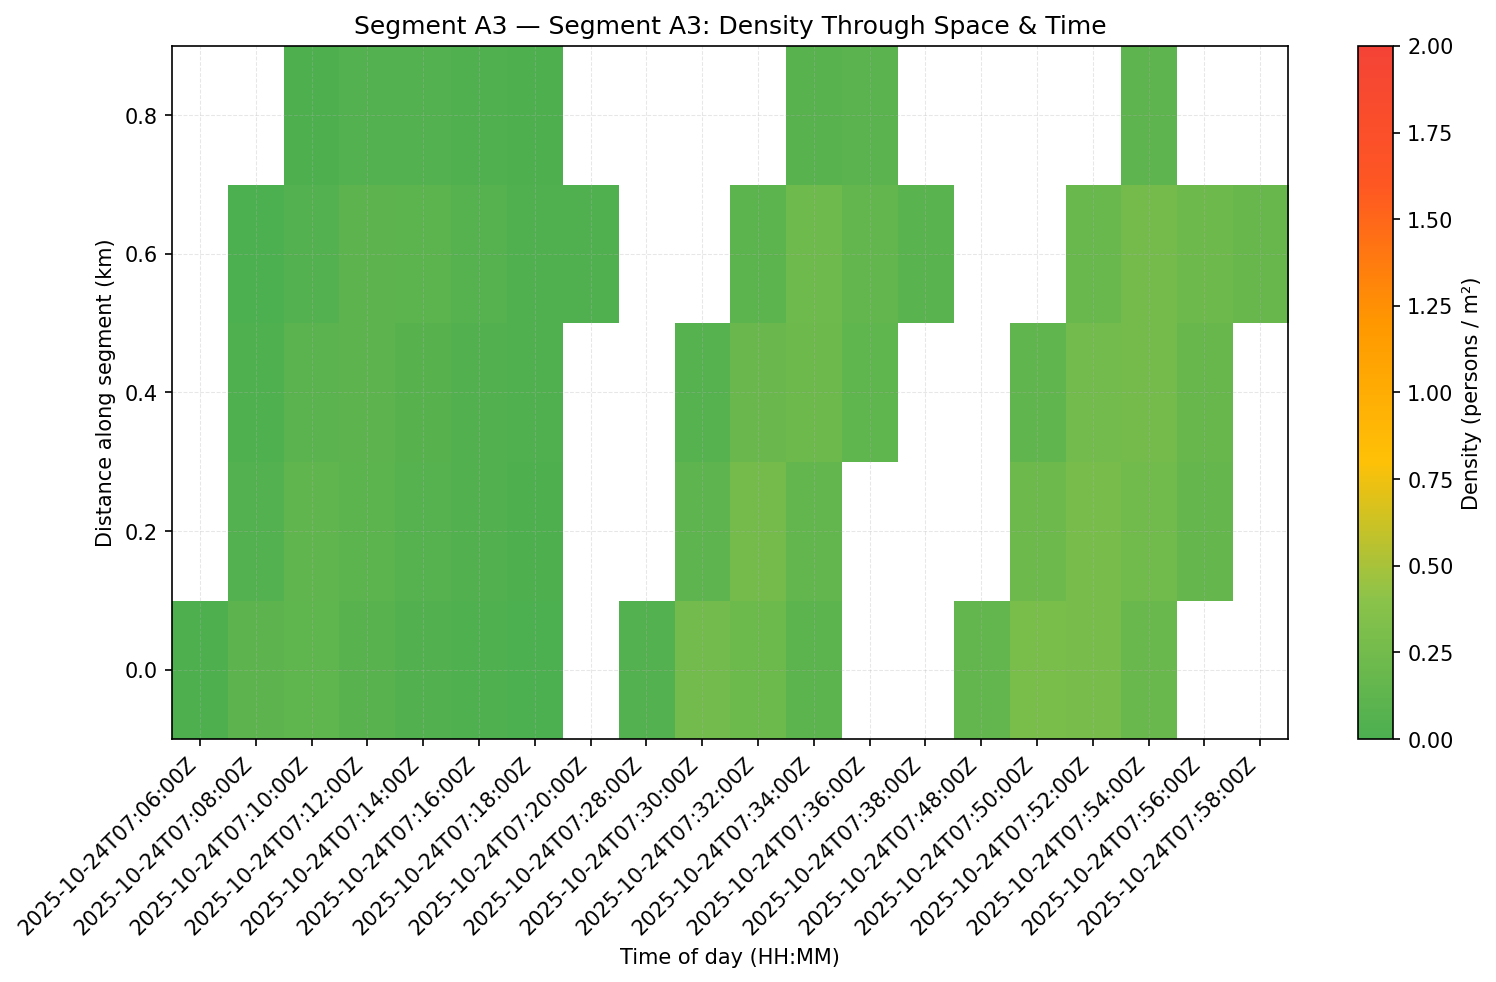 Segment A3 — Segment A3: Density Through Space & Time
Distance along segment (km)
0.8
0.6
0.4
0.2
0.0
2025-10-24T07:06:00Z
2025-10-24T07:08:00Z
2025-10-24T07:10:00Z
2025-10-24T07:12:00Z
2025-10-24T07:14:00Z
2025-10-24T07:16:00Z
2025-10-24T07:18:00Z
2025-10-24T07:20:00Z
2025-10-24T07:28:00Z
2025-10-24T07:30:00Z
2025-10-24T07:32:00Z
2025-10-24T07:34:00Z
2025-10-24T07:36:00Z
2025-10-24T07:38:00Z
2025-10-24T07:48:00Z
2025-10-24T07:50:00Z
2025-10-24T07:52:00Z
2025-10-24T07:54:00Z
2025-10-24T07:56:00Z
2025-10-24T07:58:00Z
Time of day (HH:MM)
2.00
1.75
1.50
1.25
1.00
0.75
0.50
0.25
0.00
Density (persons / m²)